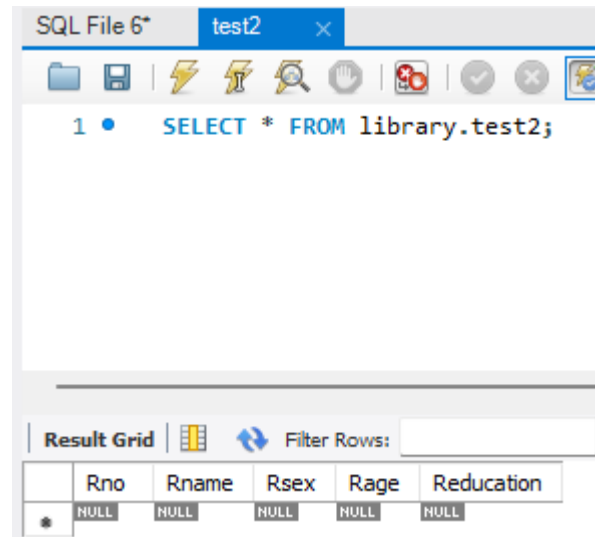 SQL File 6* test2 ×
1 SELECT * FROM library.test2;
Result Grid Filter Rows:
Rno Rname Rsex Rage Reducation
* NULL NULL NULL NULL NULL